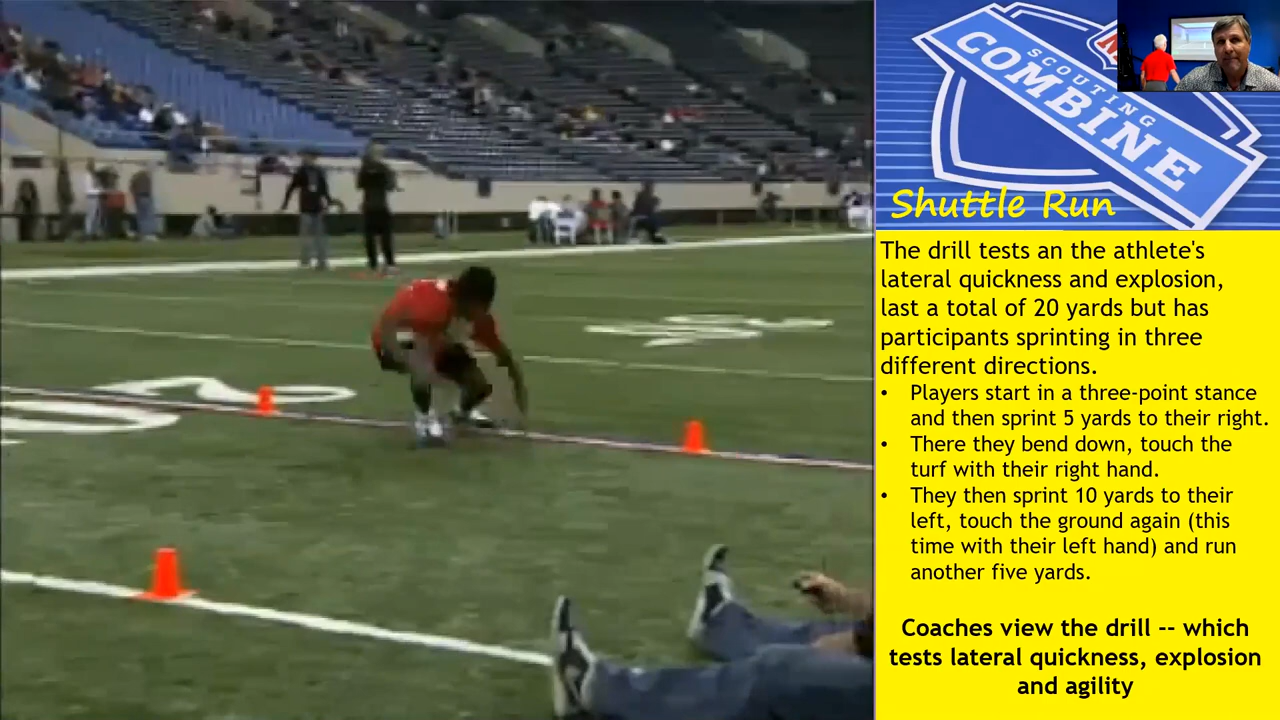 SCOUTING
COMBINE
Shuttle Run
The drill tests an the athlete's
lateral quickness and explosion,
last a total of 20 yards but has
participants sprinting in three
different directions.
• Players start in a three-point stance
and then sprint 5 yards to their right.
• There they bend down, touch the
turf with their right hand.
• They then sprint 10 yards to their
left, touch the ground again (this
time with their left hand) and run
another five yards.
Coaches view the drill -- which
tests lateral quickness, explosion
and agility